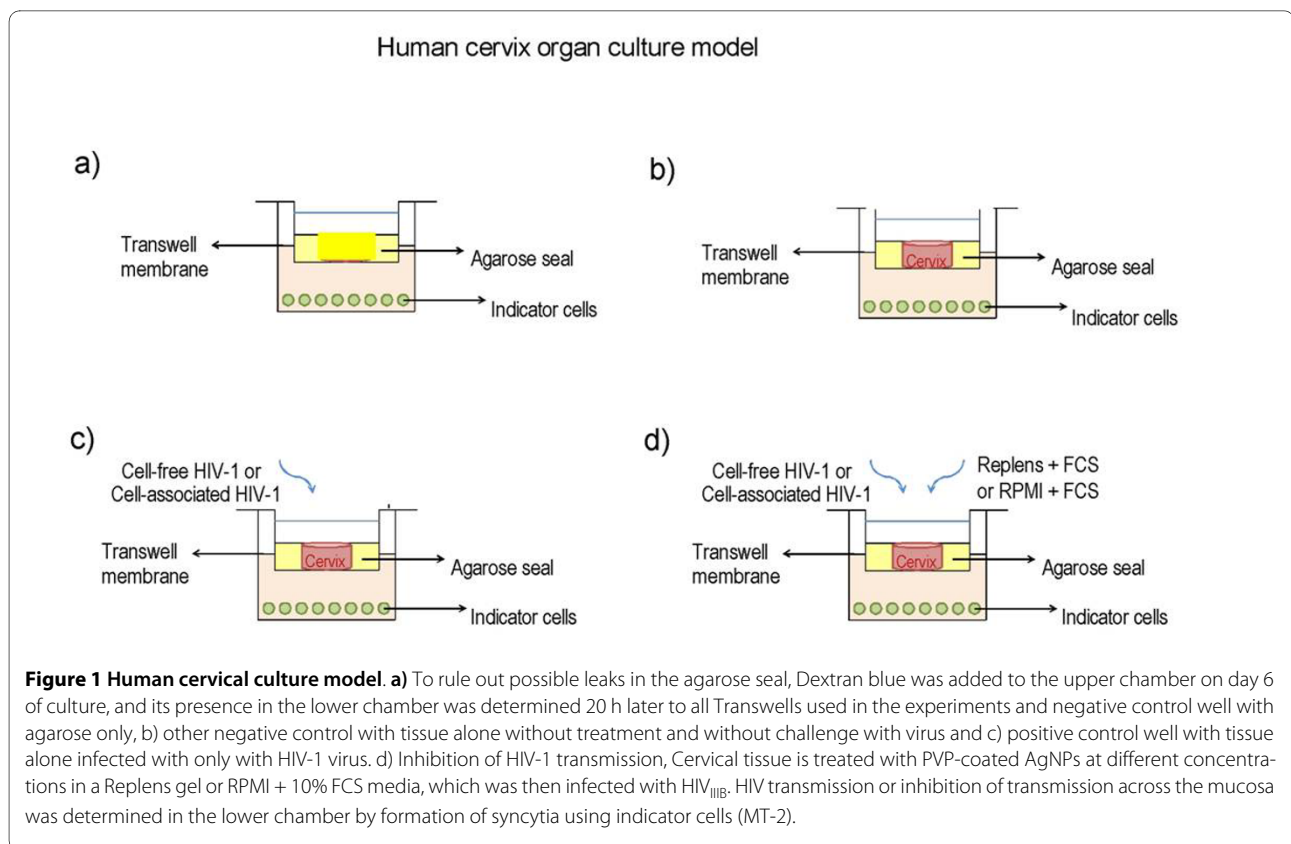 Human cervix organ culture model
a)
Transwell
membrane
Agarose seal
Indicator cells
b)
Transwell
membrane
Cervix
Agarose seal
Indicator cells
c)
Cell-free HIV-1 or
Cell-associated HIV-1
Transwell
membrane
Cervix
Agarose seal
Indicator cells
d)
Cell-free HIV-1 or
Cell-associated HIV-1
Replens + FCS
or RPMI + FCS
Transwell
membrane
Cervix
Agarose seal
Indicator cells
Figure 1 Human cervical culture model. a) To rule out possible leaks in the agarose seal, Dextran blue was added to the upper chamber on day 6
of culture, and its presence in the lower chamber was determined 20 h later to all Transwells used in the experiments and negative control well with
agarose only, b) other negative control with tissue alone without treatment and without challenge with virus and c) positive control well with tissue
alone infected with only with HIV-1 virus. d) Inhibition of HIV-1 transmission, Cervical tissue is treated with PVP-coated AgNPs at different concentra-
tions in a Replens gel or RPMI + 10% FCS media, which was then infected with HIVIIIB. HIV transmission or inhibition of transmission across the mucosa
was determined in the lower chamber by formation of syncytia using indicator cells (MT-2).